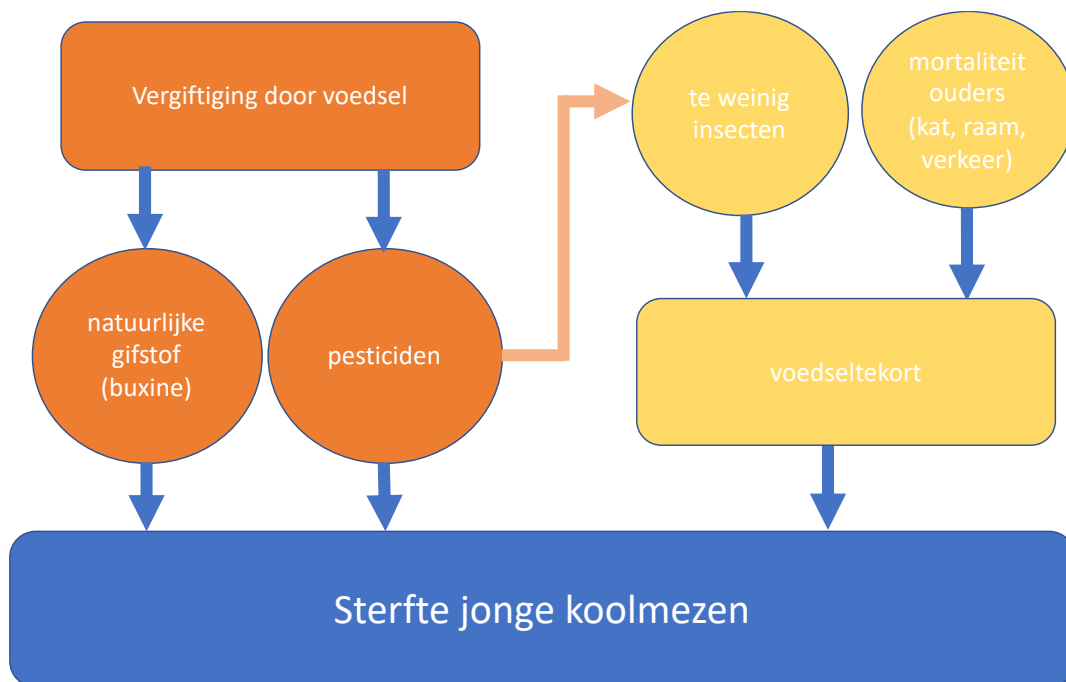 Vergiftiging door voedsel
te weinig
insecten
mortaliteit
ouders
(kat, raam,
verkeer)
natuurlijke
gifstof
(buxine)
pesticiden
voedseltekort
Sterfte jonge koolmezen